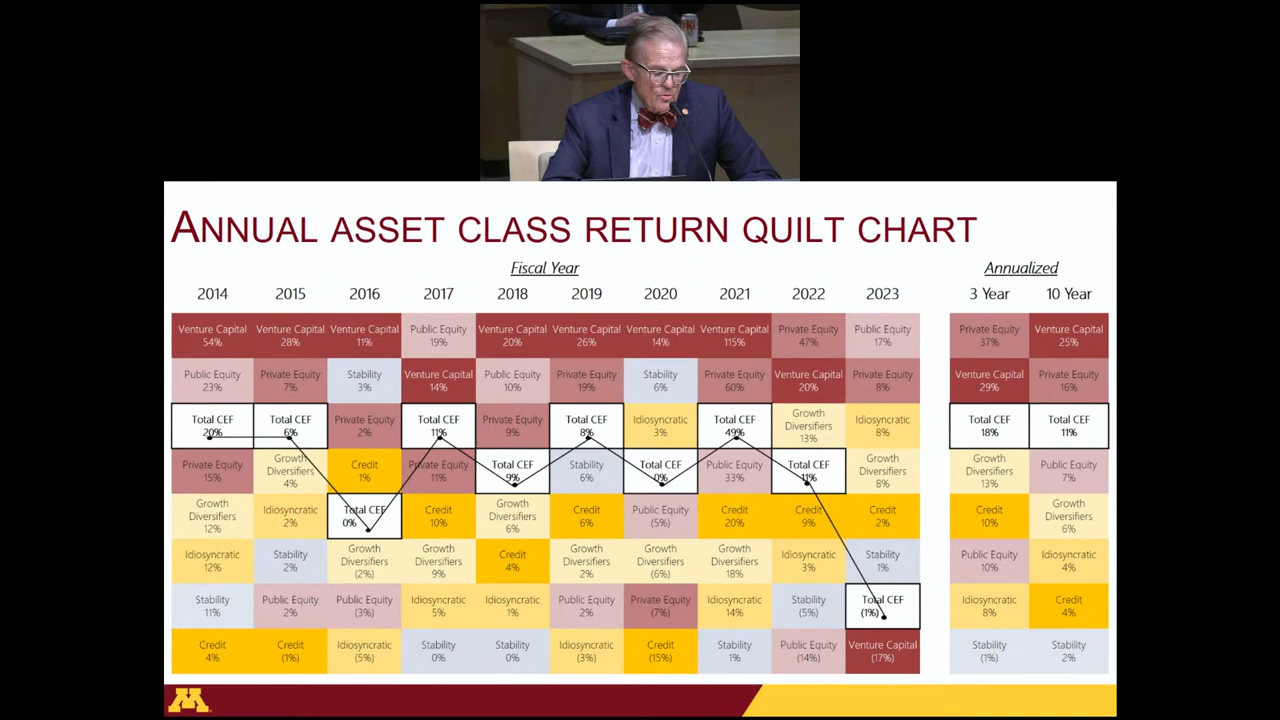 ANNUAL ASSET CLASS RETURN QUILT CHART
Fiscal Year
Annualized
2014 2015 2016 2017 2018 2019 2020 2021 2022 2023 3 Year 10 Year
Venture Capital Venture Capital Venture Capital Public Equity Venture Capital Venture Capital Venture Capital Venture Capital Private Equity Public Equity Private Equity Venture Capital
54% 28% 11% 19% 20% 26% 14% 115% 47% 17% 37% 25%
Public Equity Private Equity Stability Venture Capital Public Equity Private Equity Stability Private Equity Venture Capital Private Equity Venture Capital Private Equity
23% 7% 3% 14% 10% 19% 6% 60% 20% 8% 29% 16%
Total CEF Total CEF Private Equity Total CEF Private Equity Total CEF Idiosyncratic Total CEF Growth Diversifiers Idiosyncratic Total CEF Total CEF
20% 6% 2% 11% 9% 8% 3% 49% 13% 8% 18% 11%
Private Equity Growth Diversifiers Credit Private Equity Total CEF Stability Total CEF Public Equity Total CEF Growth Diversifiers Growth Diversifiers Public Equity
15% 4% 1% 11% 9% 6% 0% 33% 11% 8% 13% 7%
Growth Diversifiers Idiosyncratic Total CEF Credit Growth Diversifiers Credit Public Equity Credit Credit Credit Credit Growth Diversifiers
12% 2% 0% 10% 6% 6% (5%) 20% 9% 2% 10% 6%
Idiosyncratic Stability Growth Diversifiers Growth Diversifiers Credit Growth Diversifiers Growth Diversifiers Growth Diversifiers Idiosyncratic Stability Public Equity Idiosyncratic
12% 2% (2%) 9% 4% 2% (6%) 18% 3% 1% 10% 4%
Stability Public Equity Public Equity Idiosyncratic Idiosyncratic Public Equity Private Equity Idiosyncratic Stability Total CEF Idiosyncratic Credit
11% 2% (3%) 5% 1% 2% (7%) 14% (5%) (1%) 8% 4%
Credit Credit Idiosyncratic Stability Stability Idiosyncratic Credit Stability Public Equity Venture Capital Stability Stability
4% (1%) (5%) 0% 0% (3%) (15%) 1% (14%) (17%) (1%) 2%
M